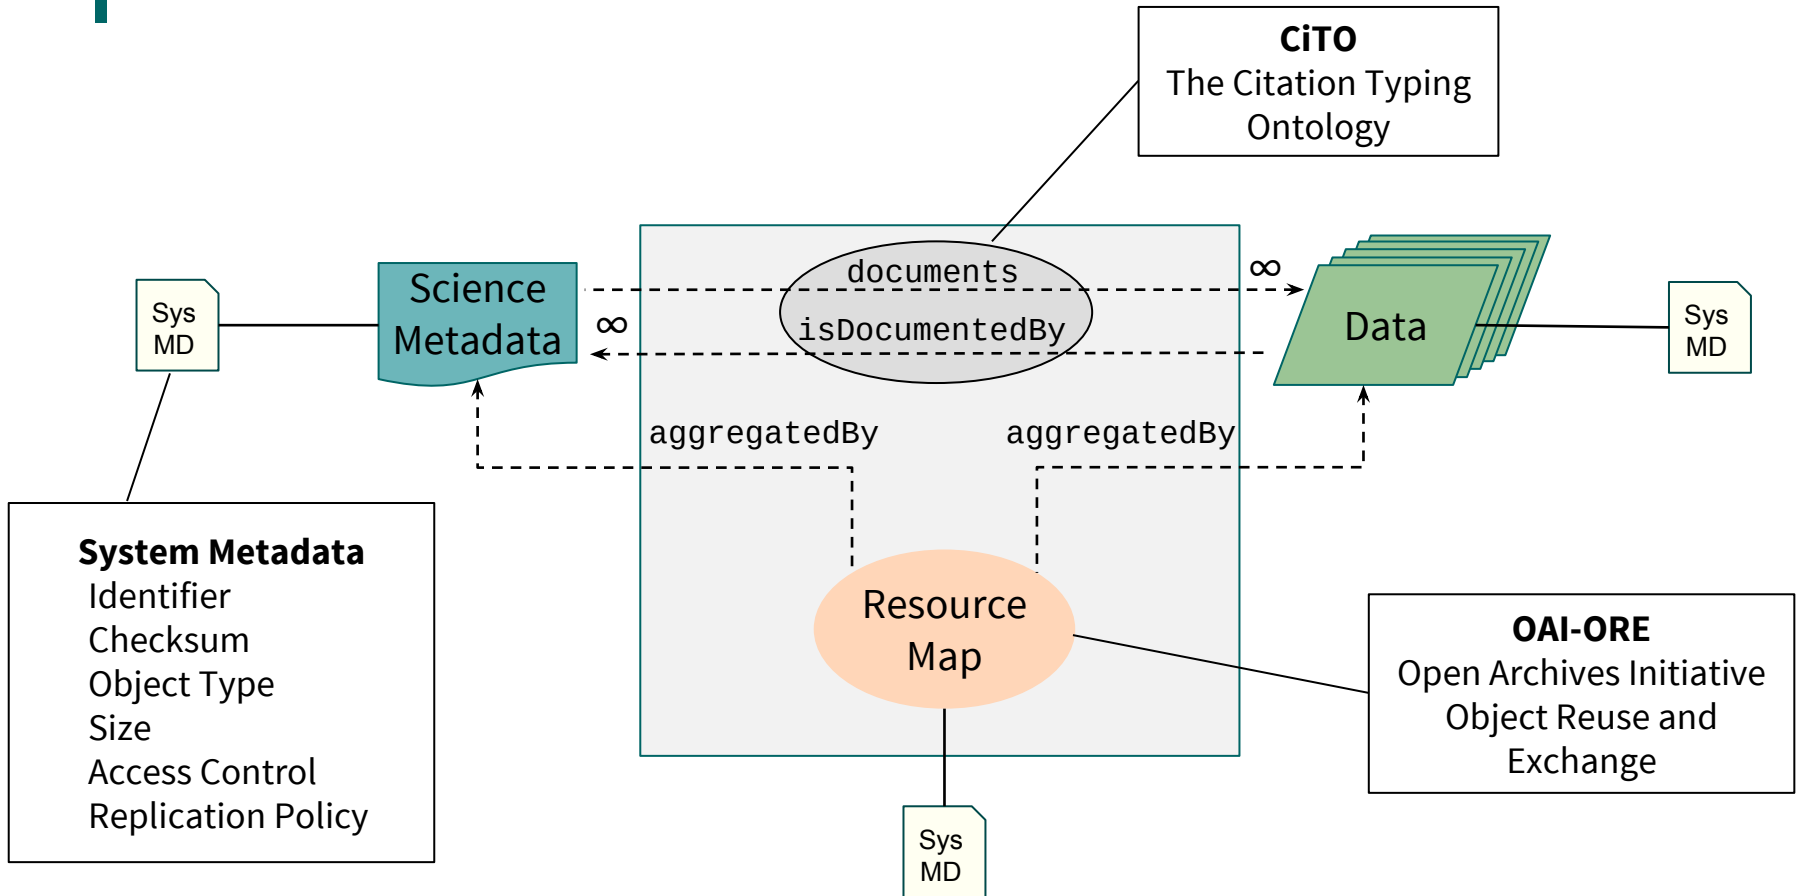 CiTO
The Citation Typing
Ontology
documents
∞
Science
Metadata
∞
isDocumentedBy
Data
Sys
MD
Sys
MD
aggregatedBy
aggregatedBy
System Metadata
Identifier
Checksum
Object Type
Size
Access Control
Replication Policy
Resource
Map
OAI-ORE
Open Archives Initiative
Object Reuse and
Exchange
Sys
MD